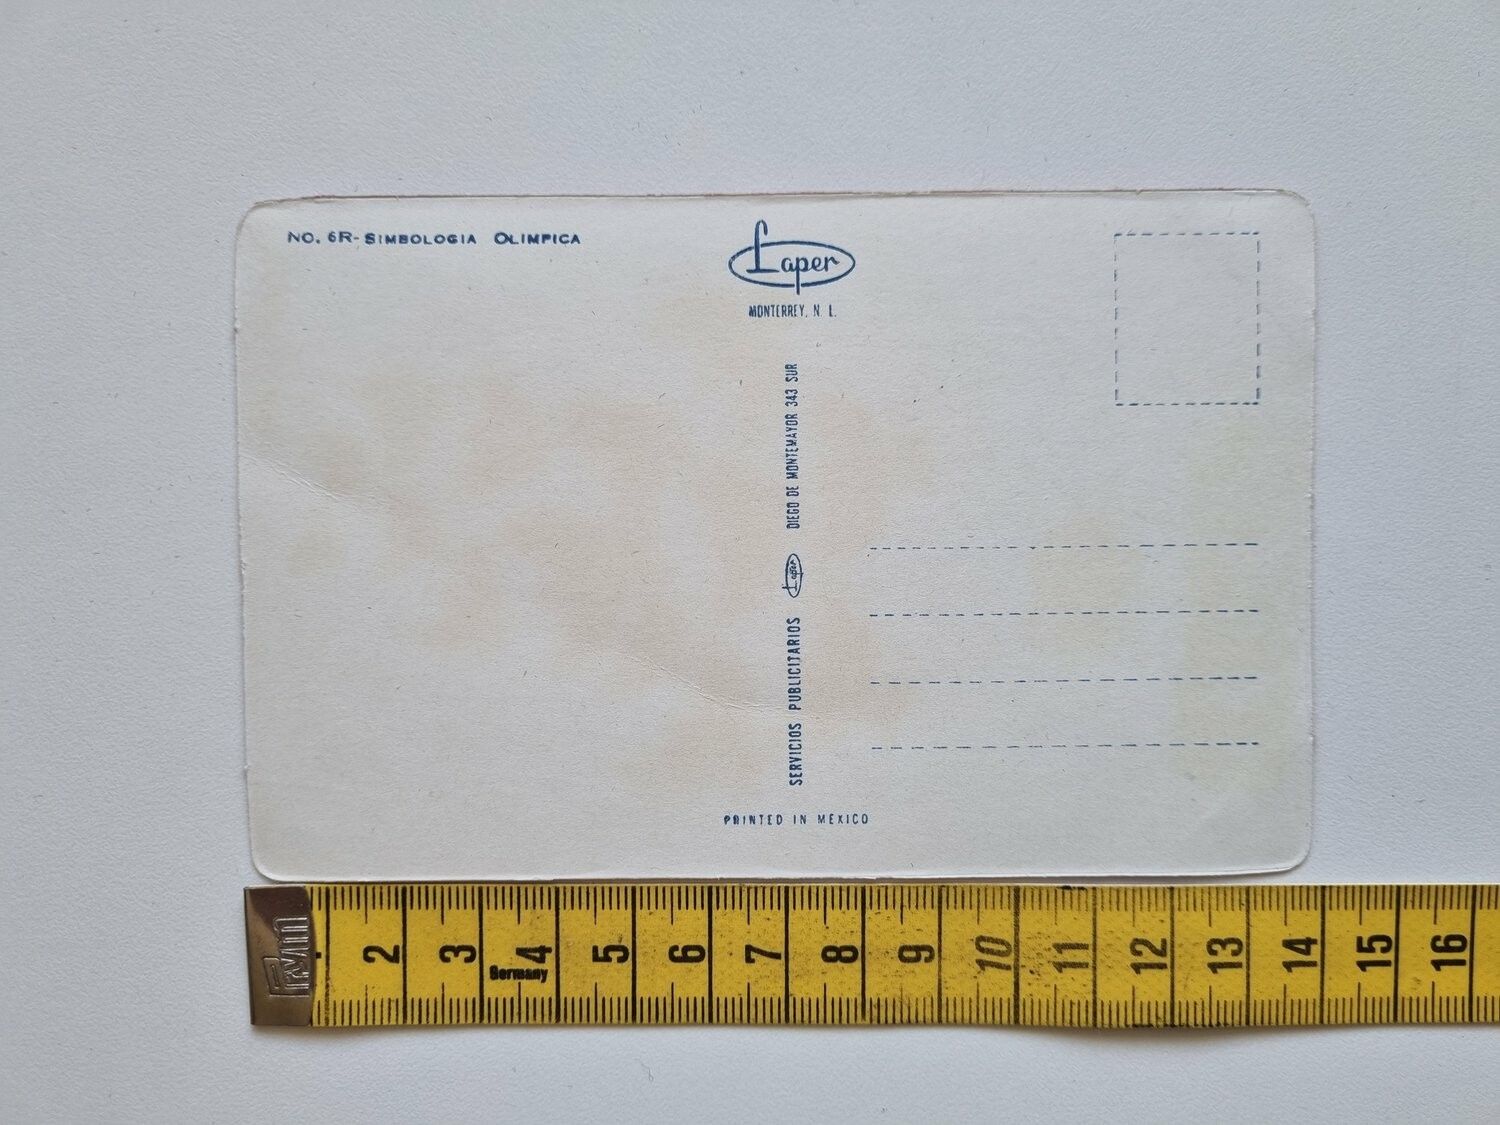 NO. 6R-SIMBOLOGIA OLIMPICA
Laper
MONTERREY, N. L.
SERVICIOS PUBLICITARIOS Laper DIEGO DE MONTEMAYOR 343 SUR
PRINTED IN MEXICO
Prym
2 3 4 5 6 7 8 9 10 11 12 13 14 15 16
Germany